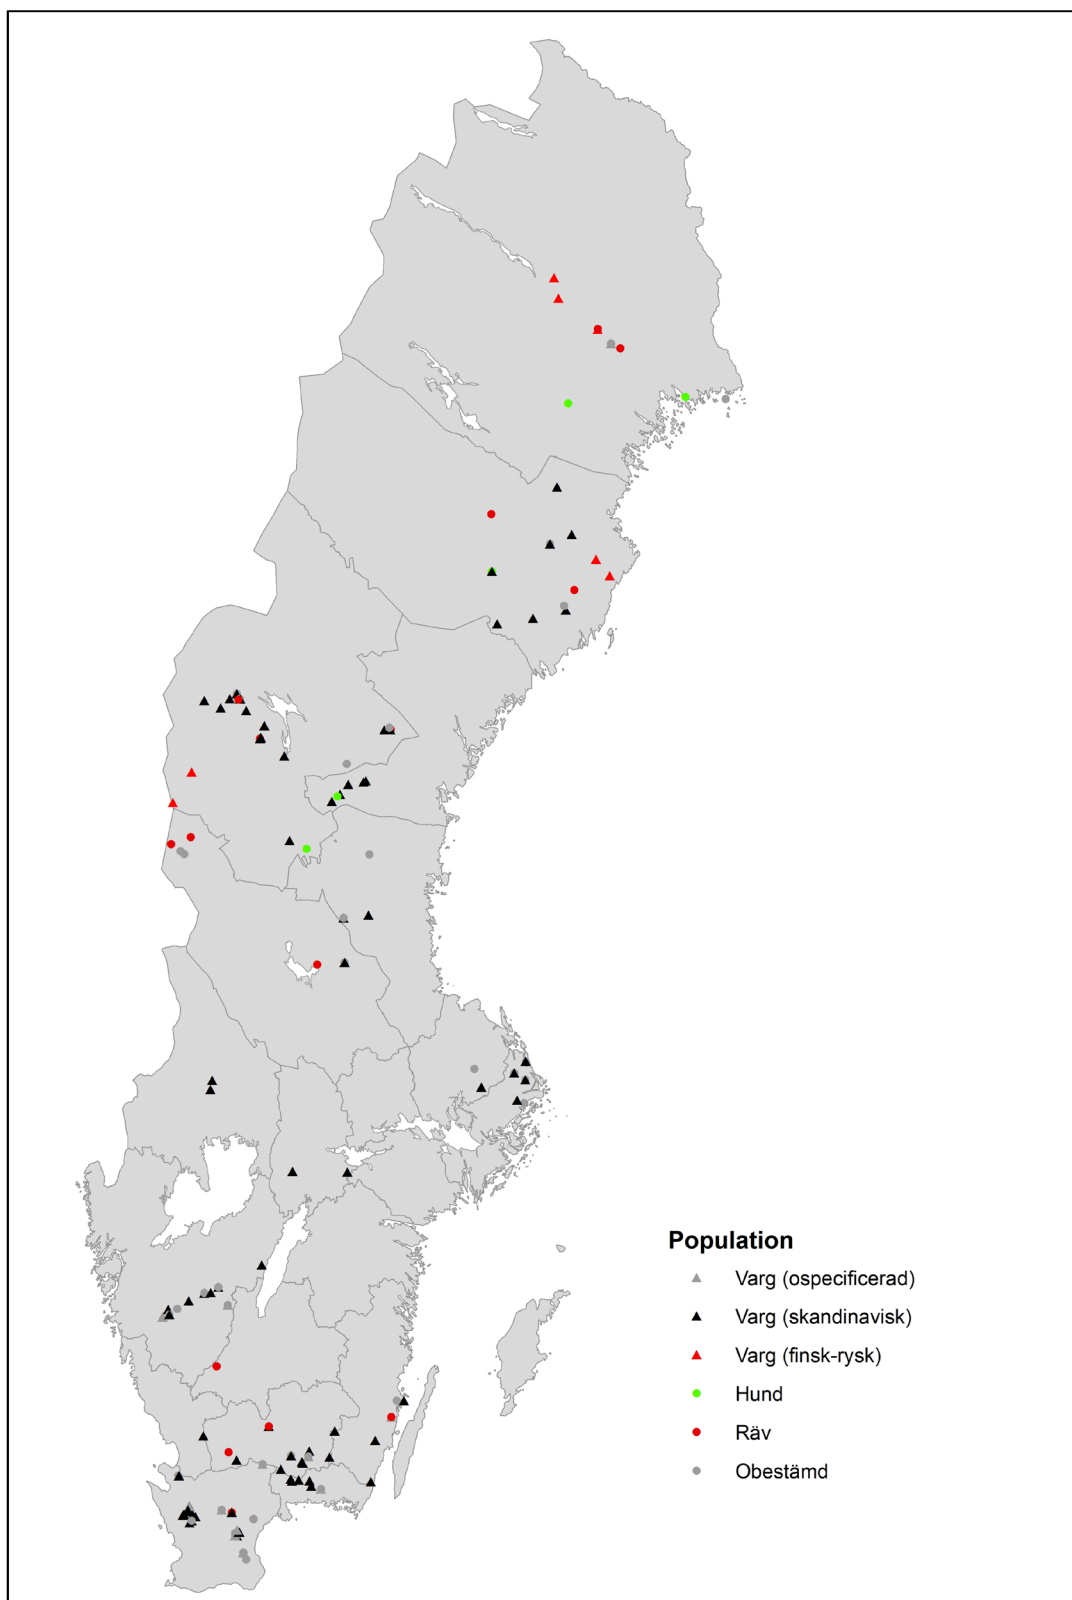 Population
Varg (ospecificerad)
Varg (skandinavisk)
Varg (finsk-rysk)
Hund
Räv
Obestämd